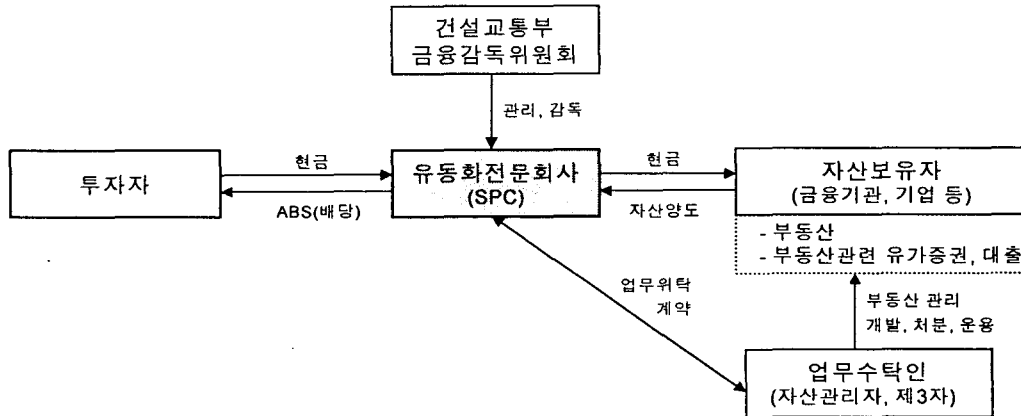 건설교통부
금융감독위원회
관리, 감독
투자자
현금
ABS(배당)
유동화전문회사
(SPC)
현금
자산양도
자산보유자
(금융기관, 기업 등)
- 부동산
- 부동산관련 유가증권, 대출
업무위탁
계약
부동산 관리
개발, 처분, 운용
업무수탁인
(자산관리자, 제3자)